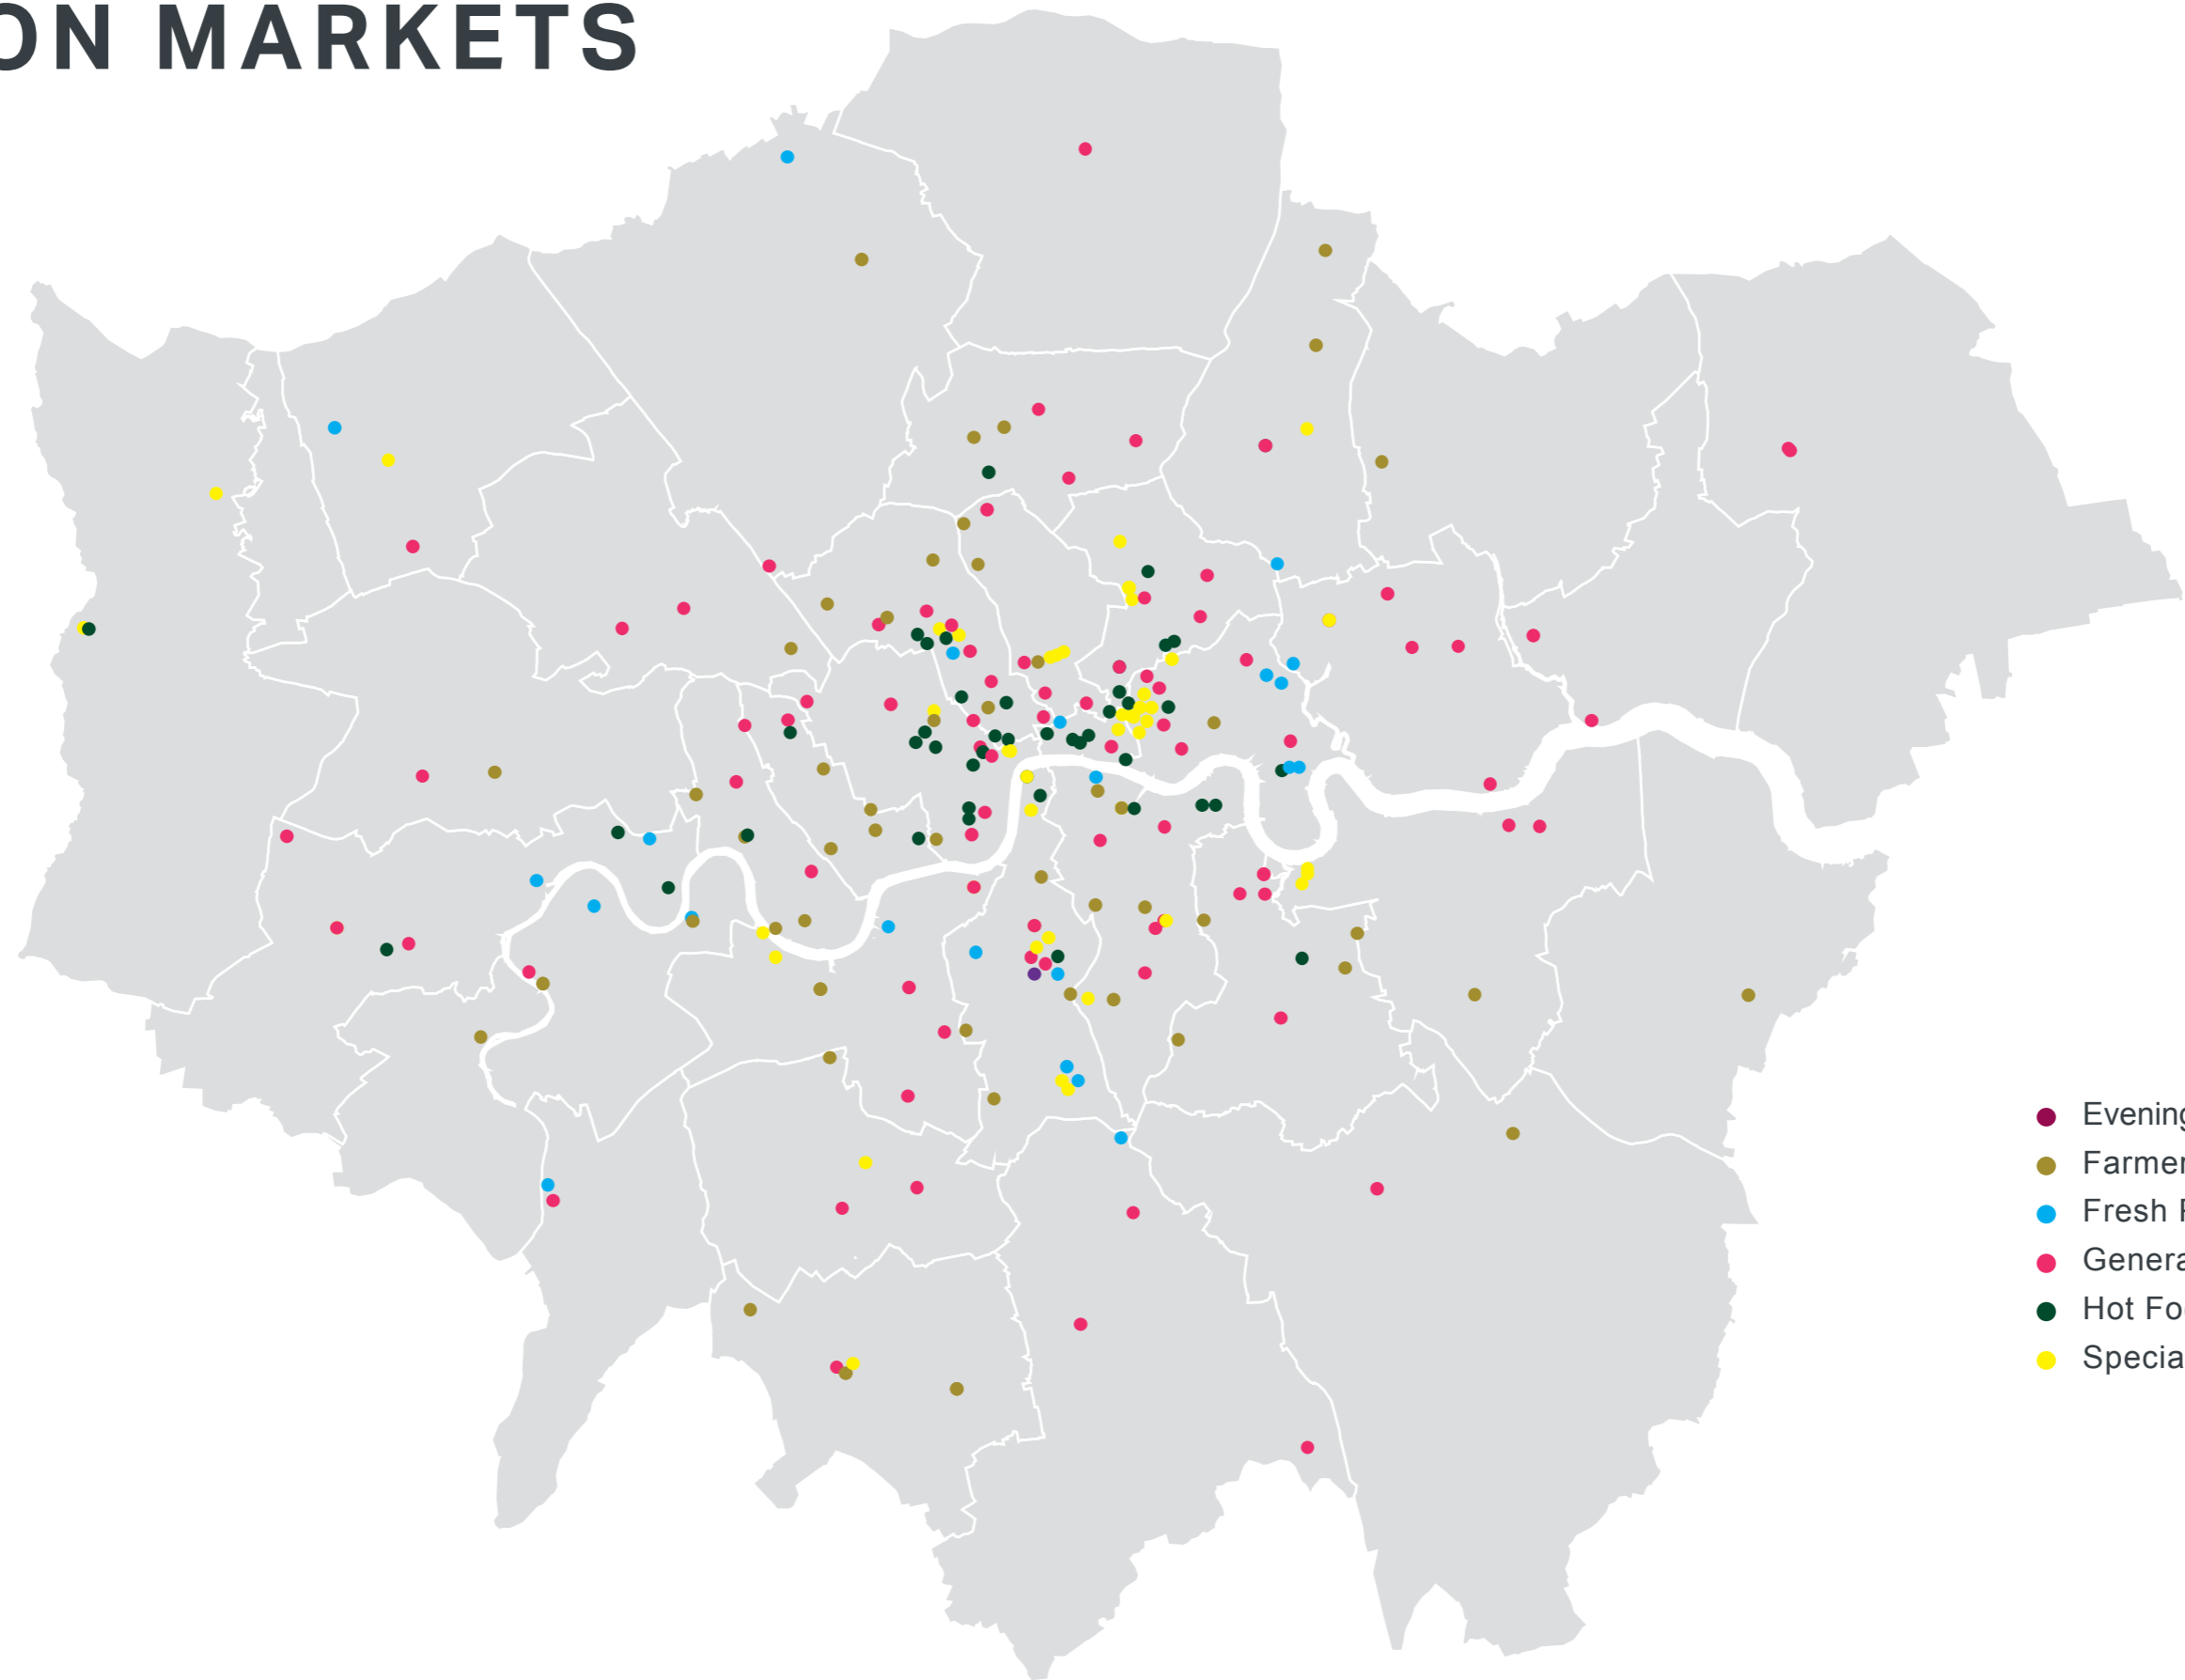 ON MARKETS
Evening
Farmer
Fresh
Genera
Hot Fo
Specia